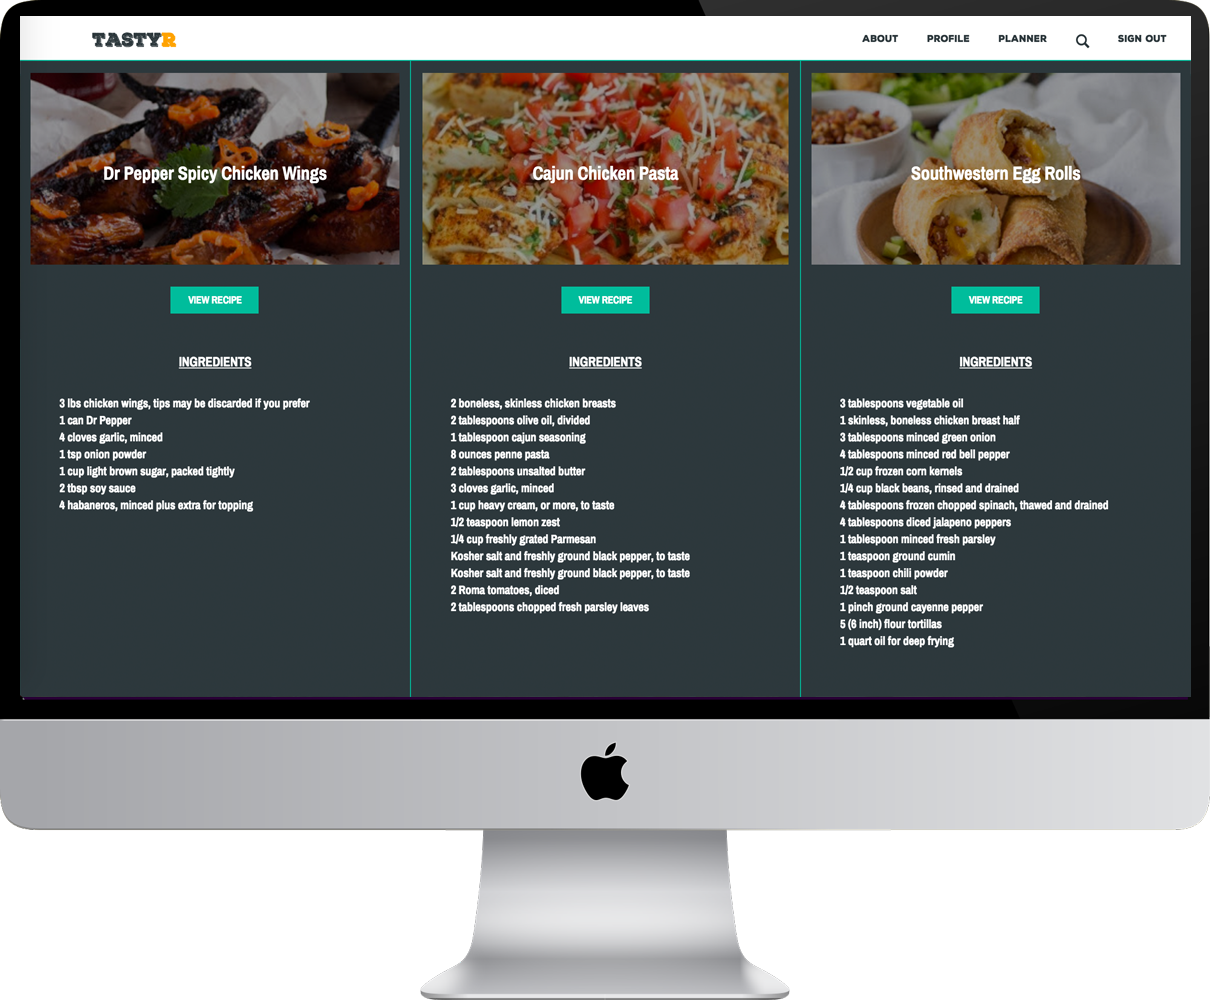 TASTYR
ABOUT PROFILE PLANNER SIGN OUT
Dr Pepper Spicy Chicken Wings
VIEW RECIPE
INGREDIENTS
3 lbs chicken wings, tips may be discarded if you prefer
1 can Dr Pepper
4 cloves garlic, minced
1 tsp onion powder
1 cup light brown sugar, packed tightly
2 tbsp soy sauce
4 habaneros, minced plus extra for topping
Cajun Chicken Pasta
VIEW RECIPE
INGREDIENTS
2 boneless, skinless chicken breasts
2 tablespoons olive oil, divided
1 tablespoon cajun seasoning
8 ounces penne pasta
2 tablespoons unsalted butter
3 cloves garlic, minced
1 cup heavy cream, or more, to taste
1/2 teaspoon lemon zest
1/4 cup freshly grated Parmesan
Kosher salt and freshly ground black pepper, to taste
Kosher salt and freshly ground black pepper, to taste
2 Roma tomatoes, diced
2 tablespoons chopped fresh parsley leaves
Southwestern Egg Rolls
VIEW RECIPE
INGREDIENTS
3 tablespoons vegetable oil
1 skinless, boneless chicken breast half
3 tablespoons minced green onion
4 tablespoons minced red bell pepper
1/2 cup frozen corn kernels
1/4 cup black beans, rinsed and drained
4 tablespoons frozen chopped spinach, thawed and drained
4 tablespoons diced jalapeno peppers
1 tablespoon minced fresh parsley
1 teaspoon ground cumin
1 teaspoon chili powder
1/2 teaspoon salt
1 pinch ground cayenne pepper
5 (6 inch) flour tortillas
1 quart oil for deep frying